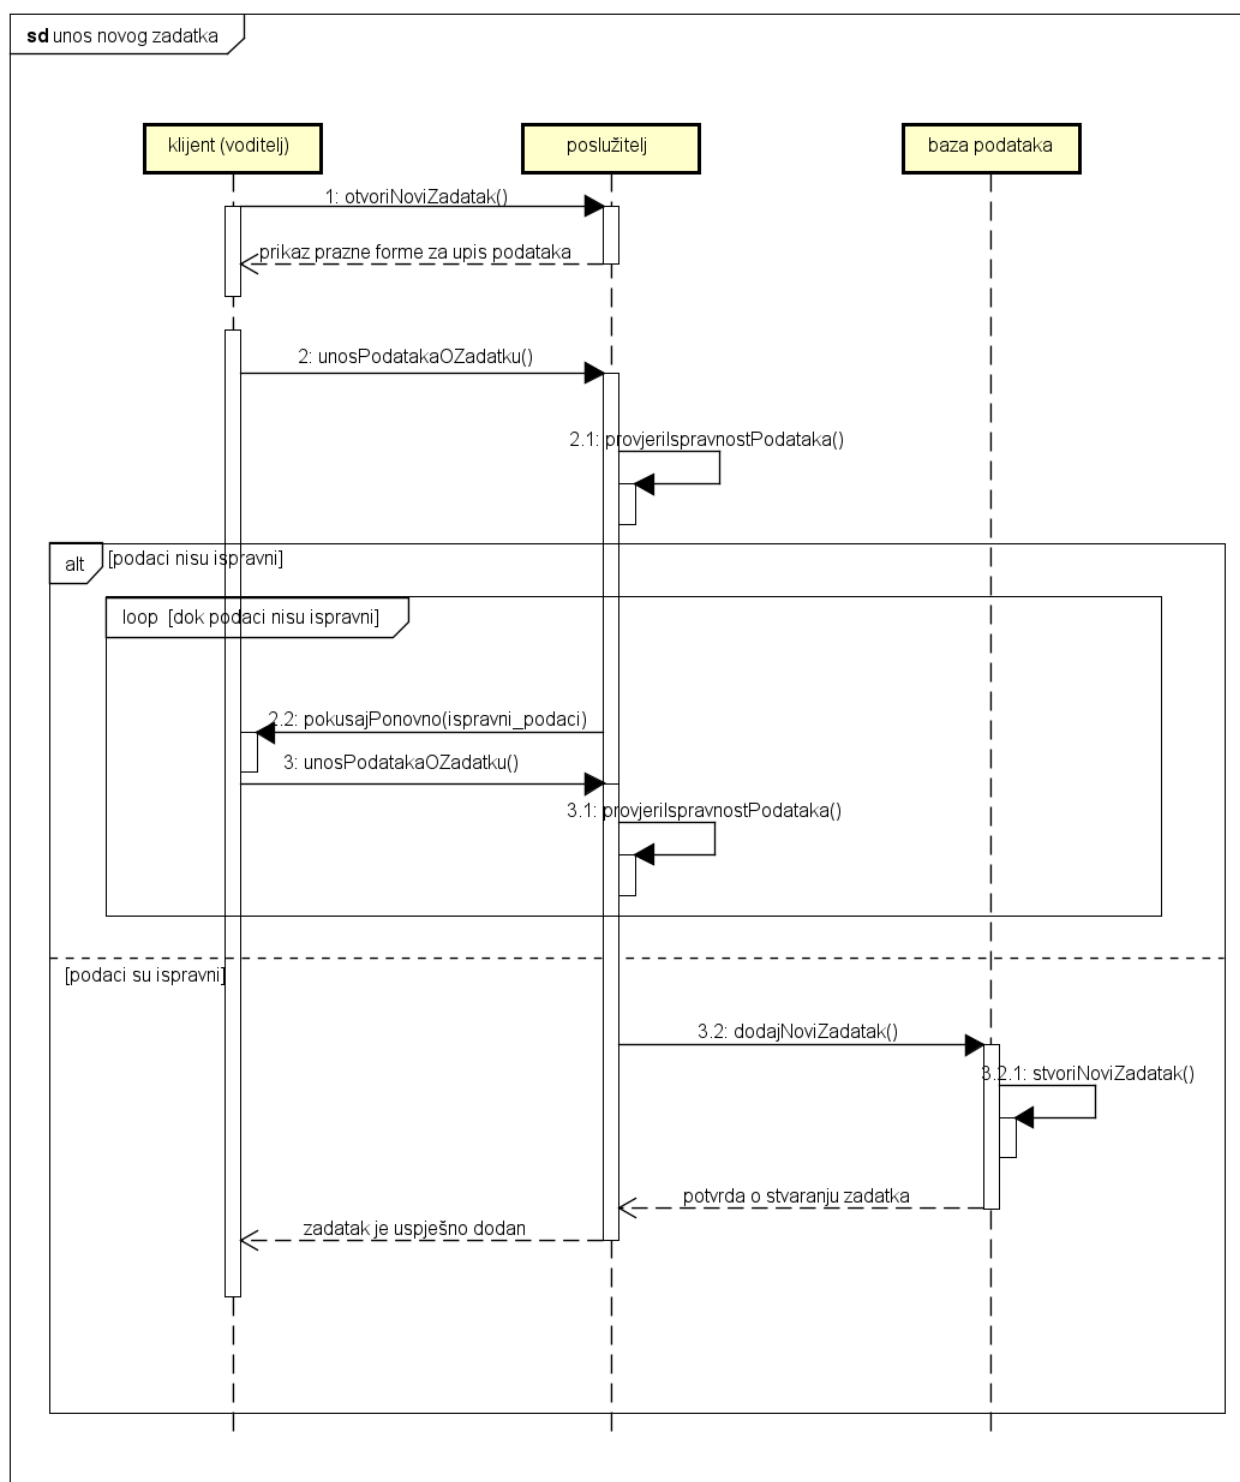 sd unos novog zadatka
klijent (voditelj)
poslužitelj
baza podataka
1: otvoriNoviZadatak()
prikaz prazne forme za upis podataka
2: unosPodatakaOZadatku()
2.1: provjeriIspravnostPodataka()
alt
[podaci nisu ispravni]
loop [dok podaci nisu ispravni]
2.2: pokusajPonovno(ispravni_podaci)
3: unosPodatakaOZadatku()
3.1: provjeriIspravnostPodataka()
[podaci su ispravni]
3.2: dodajNoviZadatak()
3.2.1: stvoriNoviZadatak()
potvrda o stvaranju zadatka
zadatak je uspješno dodan